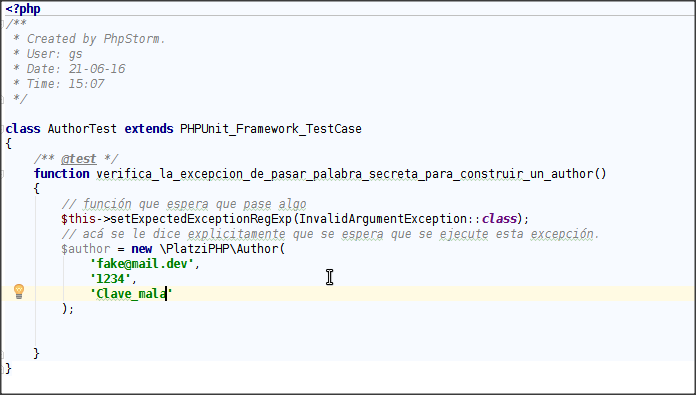 <?php
/**
 * Created by PhpStorm.
 * User: gs
 * Date: 21-06-16
 * Time: 15:07
 */
class AuthorTest extends PHPUnit_Framework_TestCase
{
    /** @test */
    function verifica_la_excepcion_de_pasar_palabra_secreta_para_construir_un_author()
    {
        // función que espera que pase algo
        $this->setExpectedExceptionRegExp(InvalidArgumentException::class);
        // acá se le dice explicitamente que se espera que se ejecute esta excepción.
        $author = new \PlatziPHP\Author(
            'fake@mail.dev',
            '1234',
            'Clave_mala'
        );
    }
}